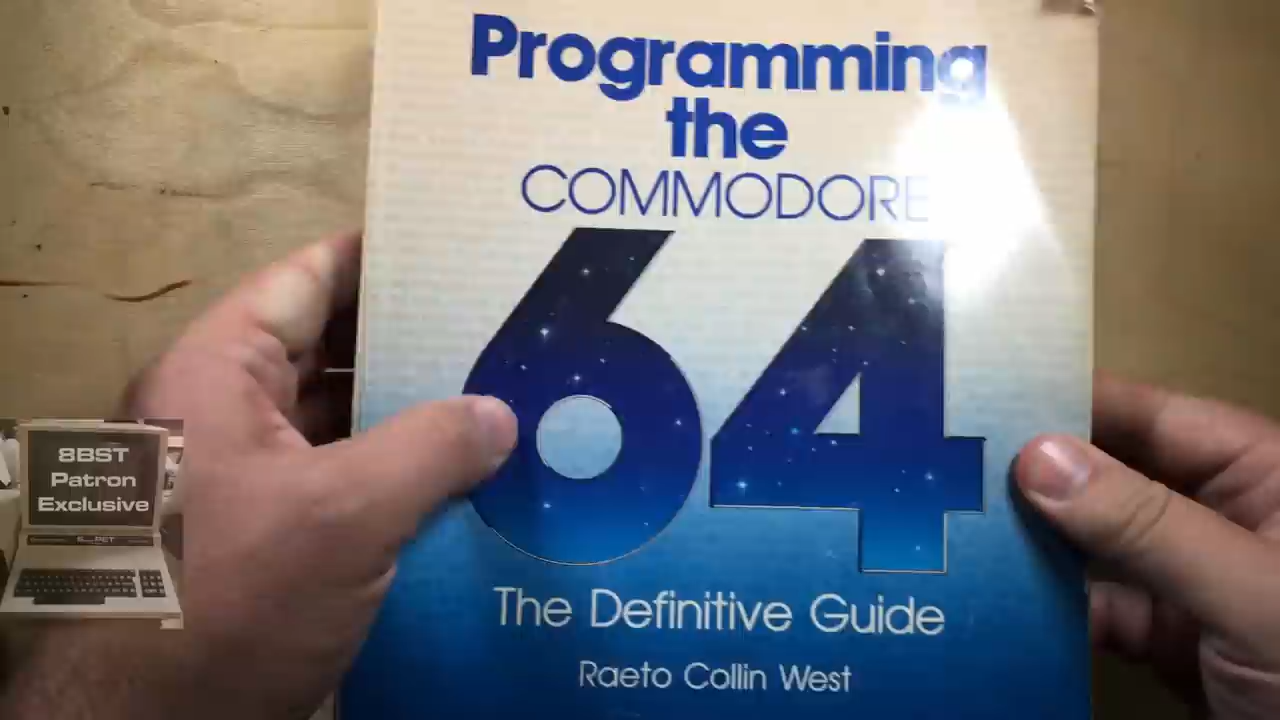 Programming
the
COMMODORE
64
The Definitive Guide
Raeto Collin West
8BST
Patron
Exclusive